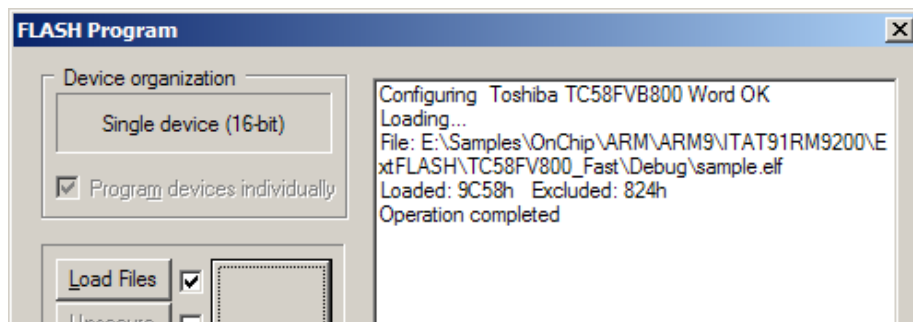 FLASH Program
Device organization
Single device (16-bit)
Program devices individually
Load Files
Configuring Toshiba TC58FVB800 Word OK
Loading...
File: E:\Samples\OnChip\ARM\ARM9\ITAT91RM9200\E
xtFLASH\TC58FV800_Fast\Debug\sample.elf
Loaded: 9C58h Excluded: 824h
Operation completed